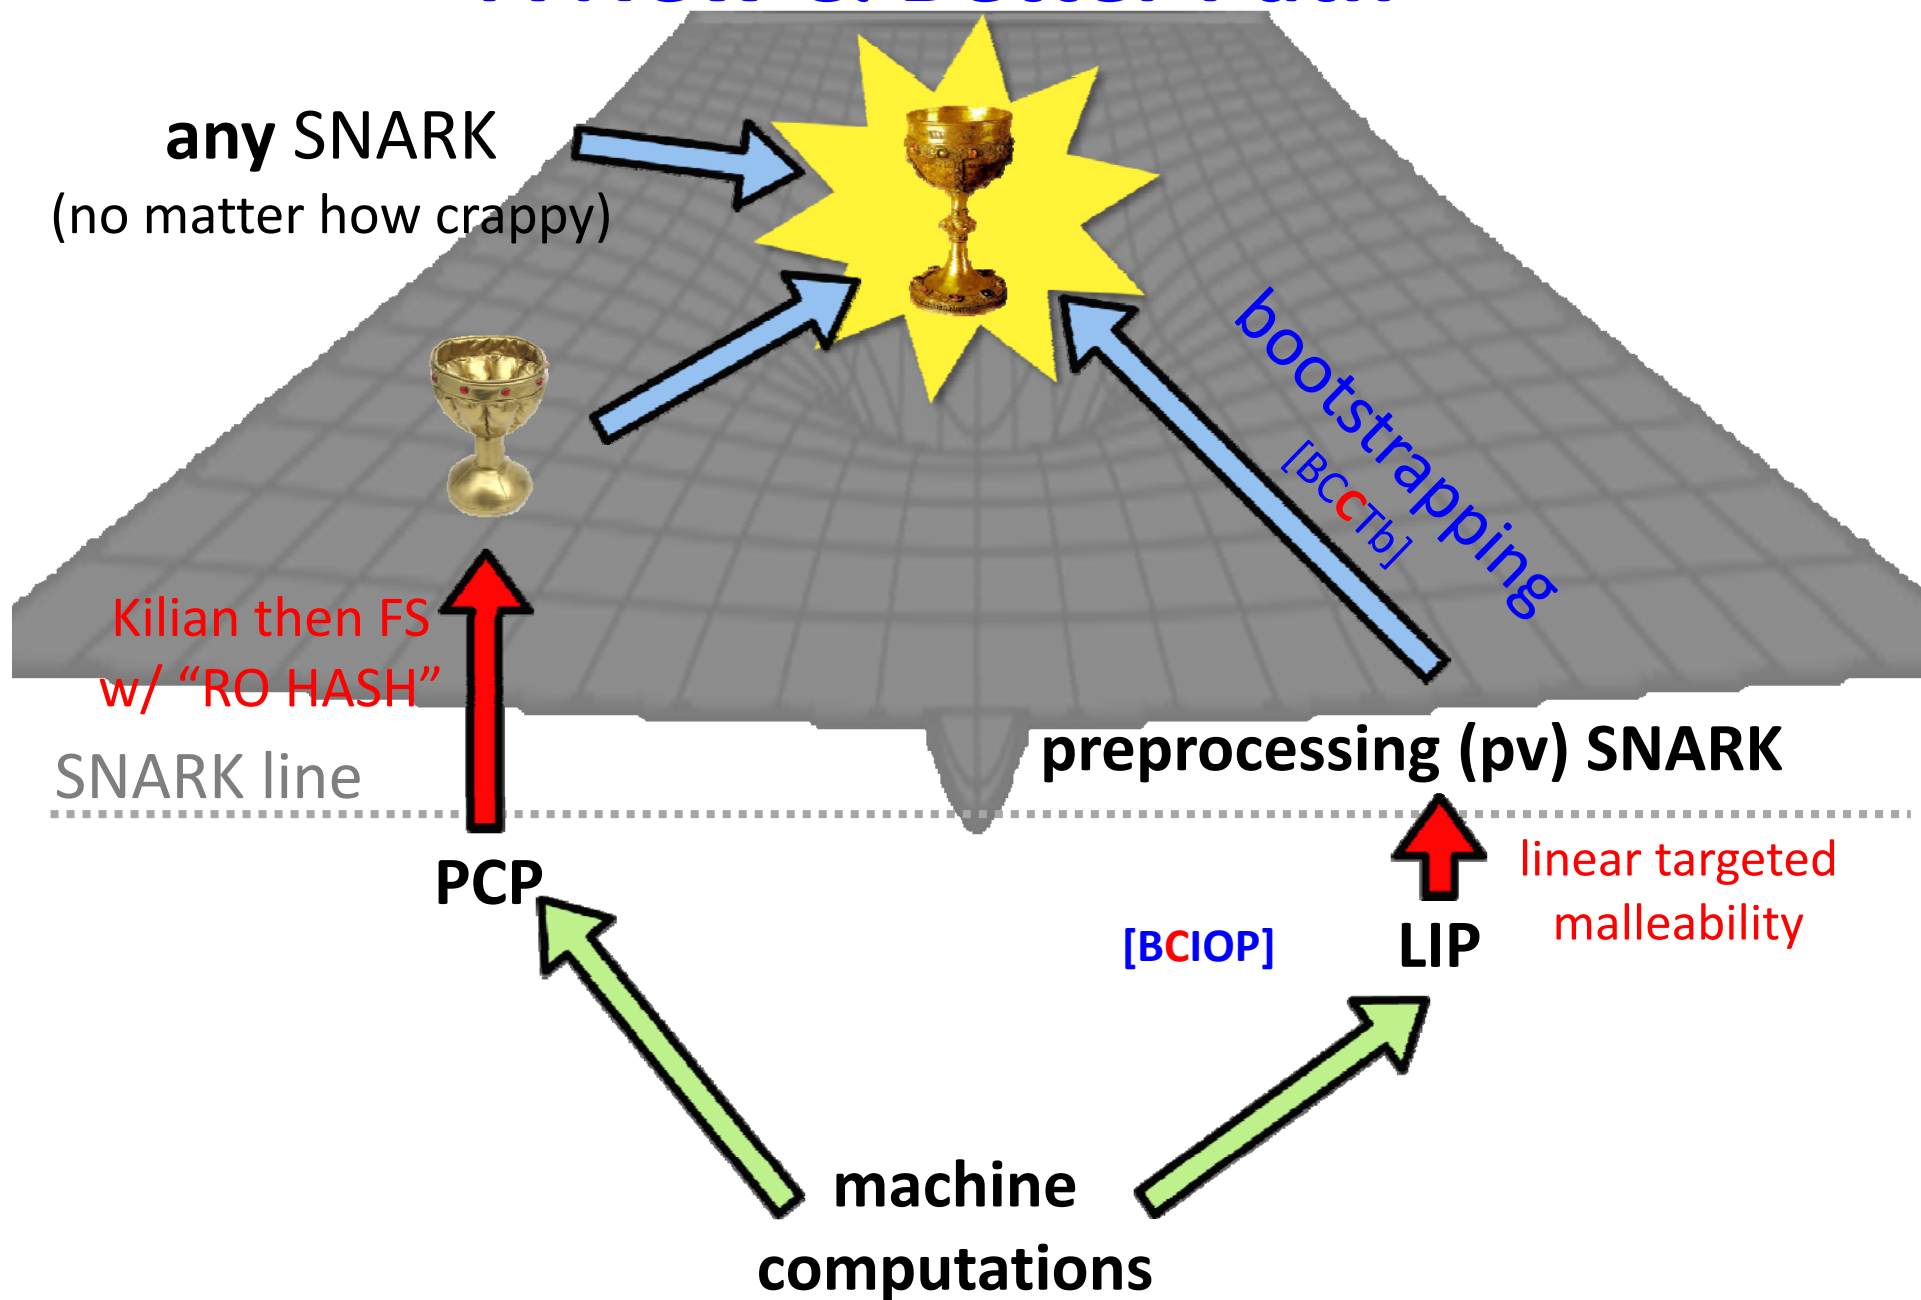 any SNARK
(no matter how crappy)
bootstrapping
[BCCTb]
Kilian then FS
w/ “RO HASH”
SNARK line
preprocessing (pv) SNARK
PCP
linear targeted
malleability
[BCIOP]
LIP
machine
computations